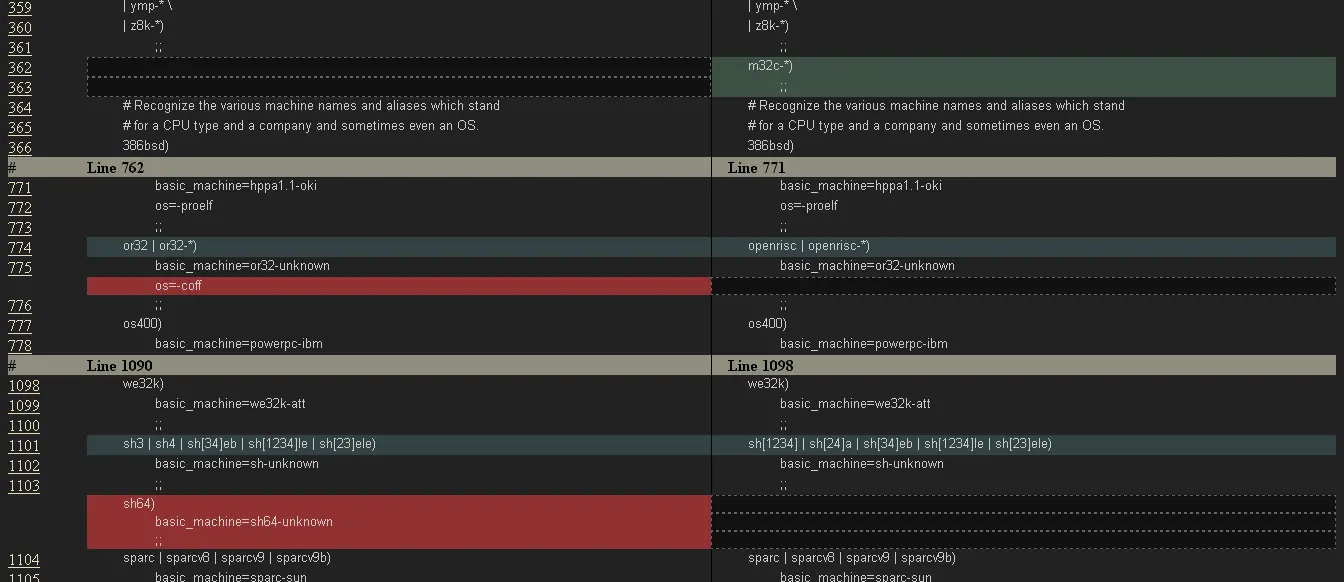 359 | ymp-* \ | ymp-* \
360 | z8k-*) | z8k-*)
361 ;; ;;
362 m32c-*)
363 ;;
364 # Recognize the various machine names and aliases which stand # Recognize the various machine names and aliases which stand
365 # for a CPU type and a company and sometimes even an OS. # for a CPU type and a company and sometimes even an OS.
366 386bsd) 386bsd)
# Line 762 Line 771
771 basic_machine=hppa1.1-oki basic_machine=hppa1.1-oki
772 os=-proelf os=-proelf
773 ;; ;;
774 or32 | or32-*) openrisc | openrisc-*)
775 basic_machine=or32-unknown basic_machine=or32-unknown
os=-coff
776 ;; ;;
777 os400) os400)
778 basic_machine=powerpc-ibm basic_machine=powerpc-ibm
# Line 1090 Line 1098
1098 we32k) we32k)
1099 basic_machine=we32k-att basic_machine=we32k-att
1100 ;; ;;
1101 sh3 | sh4 | sh[34]eb | sh[1234]le | sh[23]ele) sh[1234] | sh[24]a | sh[34]eb | sh[1234]le | sh[23]ele)
1102 basic_machine=sh-unknown basic_machine=sh-unknown
1103 ;; ;;
sh64)
basic_machine=sh64-unknown
;;
1104 sparc | sparcv8 | sparcv9 | sparcv9b) sparc | sparcv8 | sparcv9 | sparcv9b)
1105 basic_machine=sparc-sun basic_machine=sparc-sun